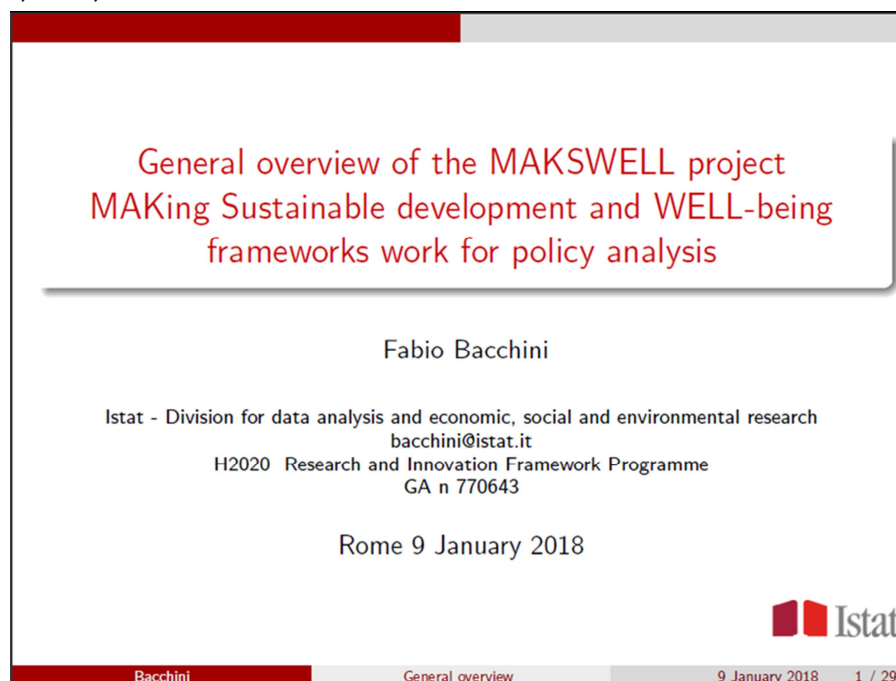 General overview of the MAKSWELL project
MAKing Sustainable development and WELL-being
frameworks work for policy analysis
Fabio Bacchini
Istat - Division for data analysis and economic, social and environmental research
bacchini@istat.it
H2020 Research and Innovation Framework Programme
GA n 770643
Rome 9 January 2018
Istat
Bacchini General overview 9 January 2018 1 / 29